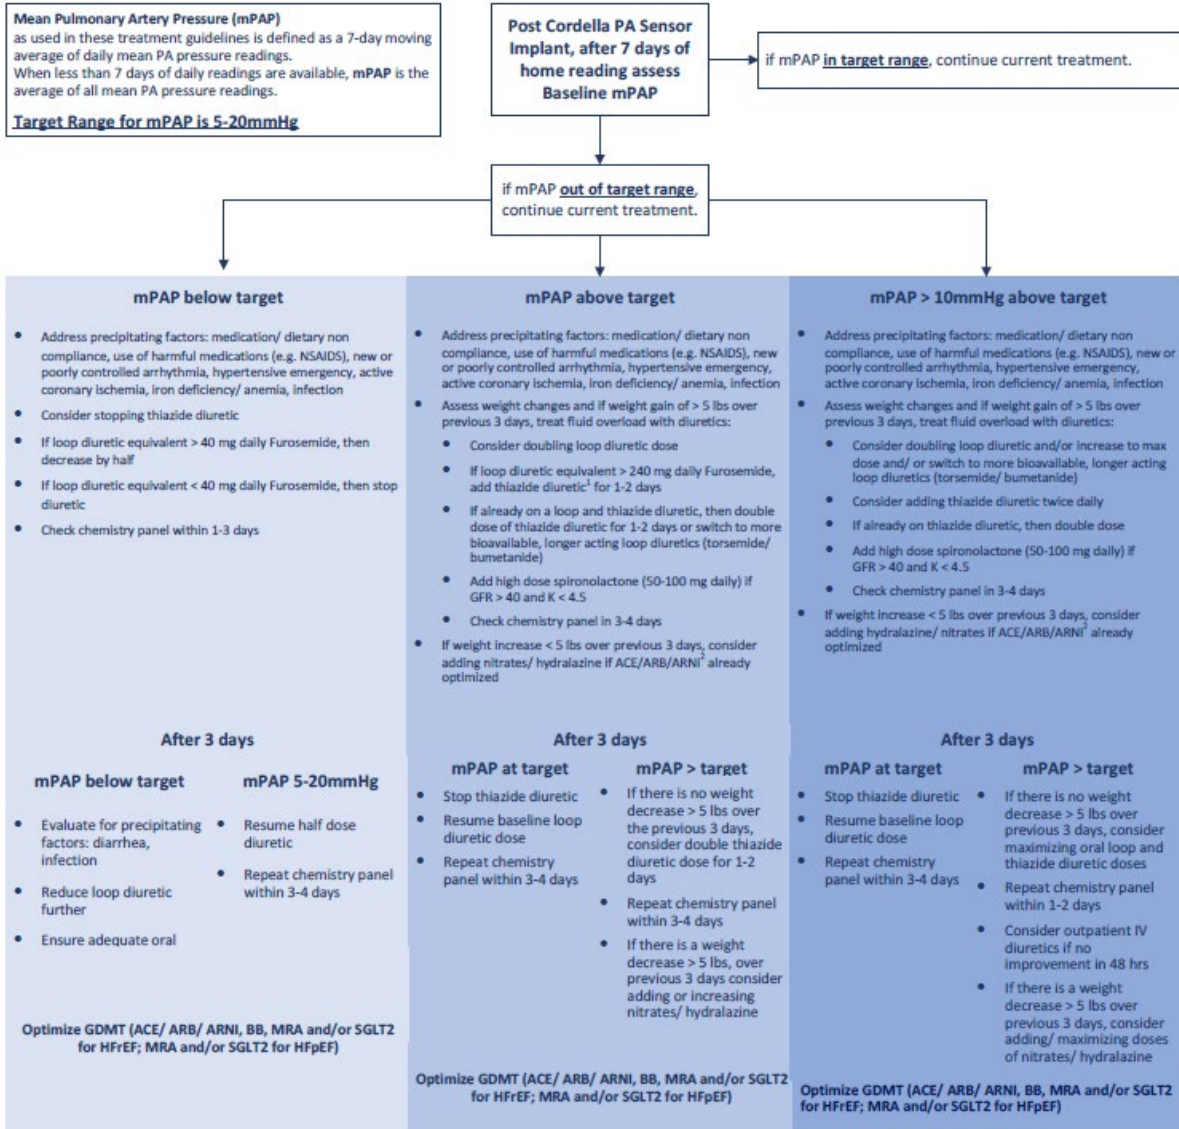 Mean Pulmonary Artery Pressure (mPAP)
as used in these treatment guidelines is defined as a 7-day moving
average of daily mean PA pressure readings.
When less than 7 days of daily readings are available, mPAP is the
average of all mean PA pressure readings.
Target Range for mPAP is 5-20mmHg
Post Cordella PA Sensor
Implant, after 7 days of
home reading assess
Baseline mPAP
if mPAP in target range, continue current treatment.
if mPAP out of target range,
continue current treatment.
mPAP below target
• Address precipitating factors: medication/ dietary non
compliance, use of harmful medications (e.g. NSAIDS), new or
poorly controlled arrhythmia, hypertensive emergency, active
coronary ischemia, iron deficiency/ anemia, infection
• Consider stopping thiazide diuretic
• If loop diuretic equivalent > 40 mg daily Furosemide, then
decrease by half
• If loop diuretic equivalent < 40 mg daily Furosemide, then stop
diuretic
• Check chemistry panel within 1-3 days
mPAP above target
• Address precipitating factors: medication/ dietary non
compliance, use of harmful medications (e.g. NSAIDS), new
or poorly controlled arrhythmia, hypertensive emergency,
active coronary ischemia, iron deficiency/ anemia, infection
• Assess weight changes and if weight gain of > 5 lbs over
previous 3 days, treat fluid overload with diuretics:
• Consider doubling loop diuretic dose
• If loop diuretic equivalent > 240 mg daily Furosemide,
add thiazide diuretic¹ for 1-2 days
• If already on a loop and thiazide diuretic, then double
dose of thiazide diuretic for 1-2 days or switch to more
bioavailable, longer acting loop diuretics (torsemide/
bumetanide)
• Add high dose spironolactone (50-100 mg daily) if
GFR > 40 and K < 4.5
• Check chemistry panel in 3-4 days
• If weight increase < 5 lbs over previous 3 days, consider
adding nitrates/ hydralazine if ACE/ARB/ARNI² already
optimized
mPAP > 10mmHg above target
• Address precipitating factors: medication/ dietary non
compliance, use of harmful medications (e.g. NSAIDS), new or
poorly controlled arrhythmia, hypertensive emergency, active
coronary ischemia, iron deficiency/ anemia, infection
• Assess weight changes and if weight gain of > 5 lbs over
previous 3 days, treat fluid overload with diuretics:
• Consider doubling loop diuretic and/or increase to max
dose and/ or switch to more bioavailable, longer acting
loop diuretics (torsemide/ bumetanide)
• Consider adding thiazide diuretic twice daily
• If already on thiazide diuretic, then double dose
• Add high dose spironolactone (50-100 mg daily) if
GFR > 40 and K < 4.5
• Check chemistry panel in 3-4 days
• If weight increase < 5 lbs over previous 3 days, consider
adding hydralazine/ nitrates if ACE/ARB/ARNI² already
optimized
After 3 days
mPAP below target
• Evaluate for precipitating
factors: diarrhea,
infection
• Reduce loop diuretic
further
• Ensure adequate oral
mPAP 5-20mmHg
• Resume half dose
diuretic
• Repeat chemistry panel
within 3-4 days
Optimize GDMT (ACE/ ARB/ ARNI, BB, MRA and/or SGLT2
for HFrEF; MRA and/or SGLT2 for HFpEF)
After 3 days
mPAP at target
• Stop thiazide diuretic
• Resume baseline loop
diuretic dose
• Repeat chemistry
panel within 3-4 days
mPAP > target
• If there is no weight
decrease > 5 lbs over
the previous 3 days,
consider double thiazide
diuretic dose for 1-2
days
• Repeat chemistry panel
within 3-4 days
• If there is a weight
decrease > 5 lbs, over
previous 3 days consider
adding or increasing
nitrates/ hydralazine
Optimize GDMT (ACE/ ARB/ ARNI, BB, MRA and/or SGLT2
for HFrEF; MRA and/or SGLT2 for HFpEF)
After 3 days
mPAP at target
• Stop thiazide diuretic
• Resume baseline loop
diuretic dose
• Repeat chemistry
panel within 3-4 days
mPAP > target
• If there is no weight
decrease > 5 lbs over
previous 3 days, consider
maximizing oral loop and
thiazide diuretic doses
• Repeat chemistry panel
within 1-2 days
• Consider outpatient IV
diuretics if no
improvement in 48 hrs
• If there is a weight
decrease > 5 lbs over
previous 3 days, consider
adding/ maximizing doses
of nitrates/ hydralazine
Optimize GDMT (ACE/ ARB/ ARNI, BB, MRA and/or SGLT2
for HFrEF; MRA and/or SGLT2 for HFpEF)